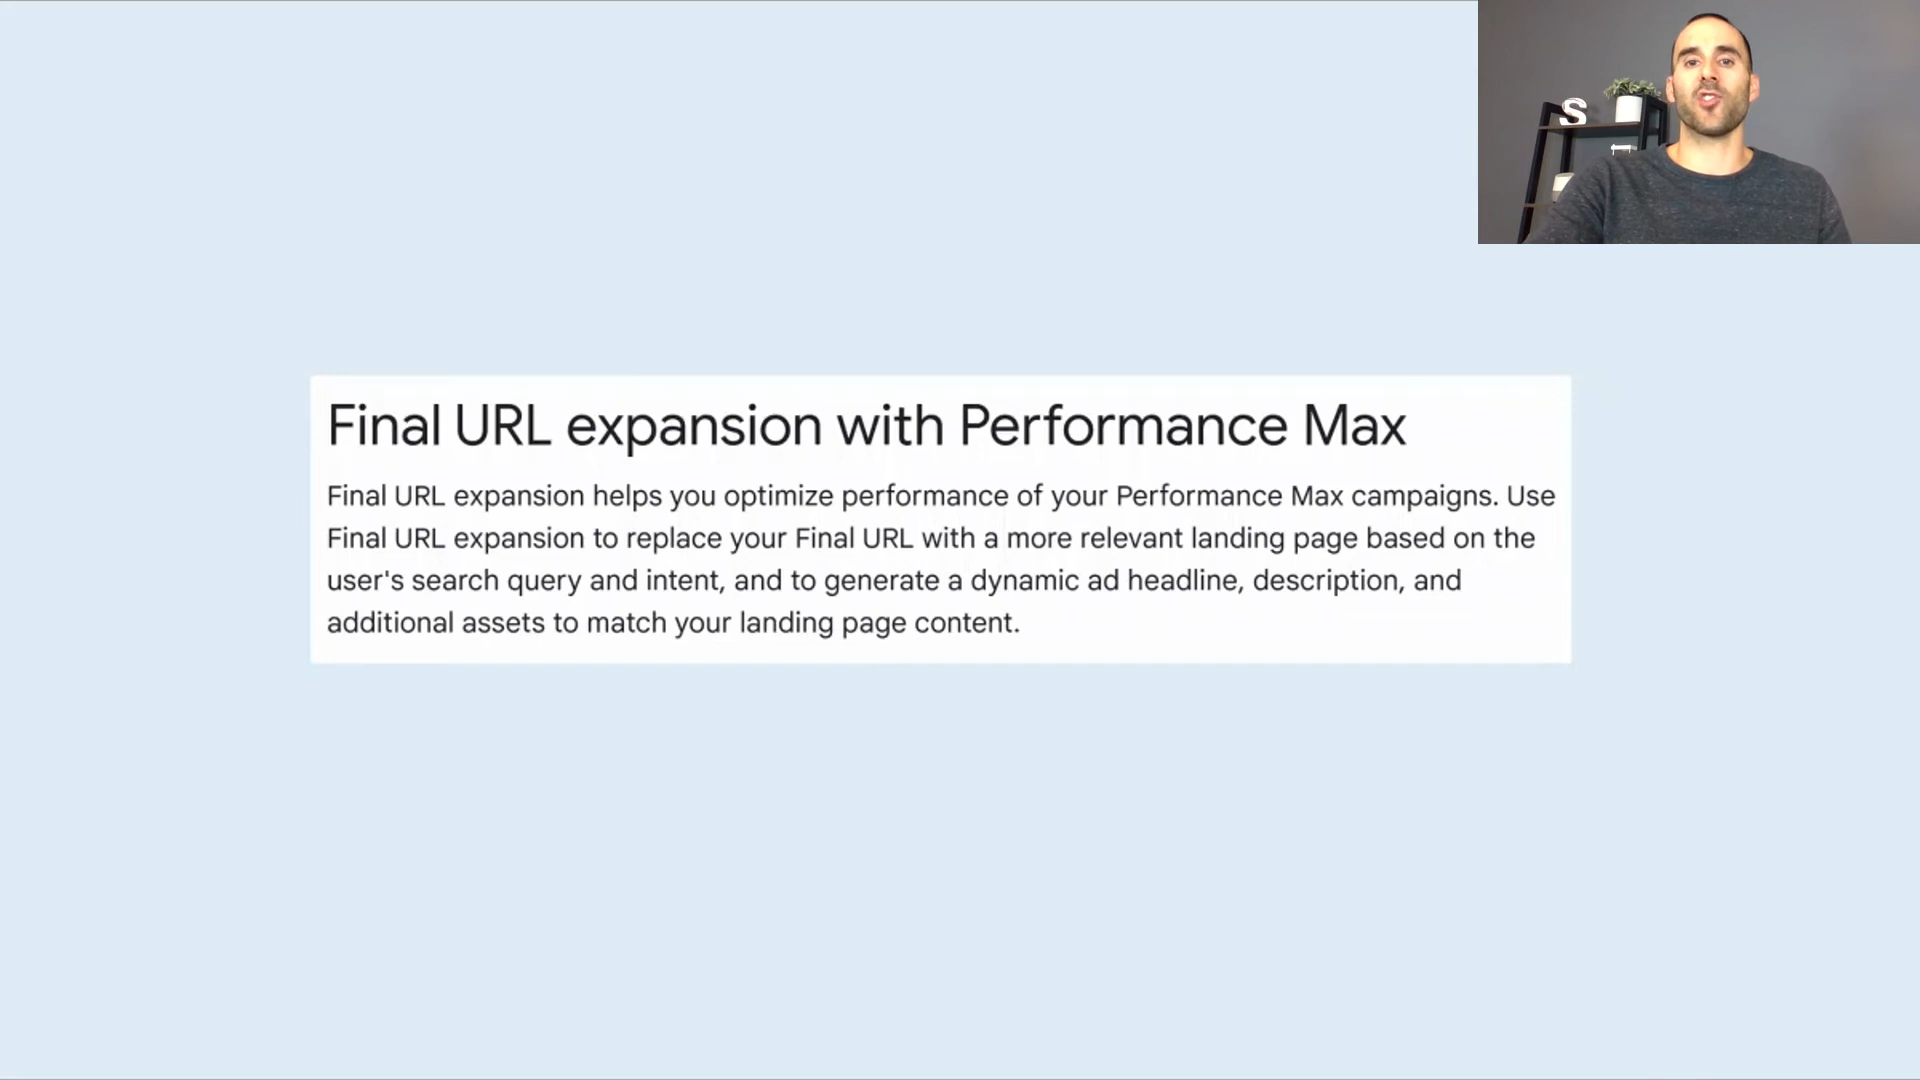 S
Final URL expansion with Performance Max
Final URL expansion helps you optimize performance of your Performance Max campaigns. Use
Final URL expansion to replace your Final URL with a more relevant landing page based on the
user's search query and intent, and to generate a dynamic ad headline, description, and
additional assets to match your landing page content.